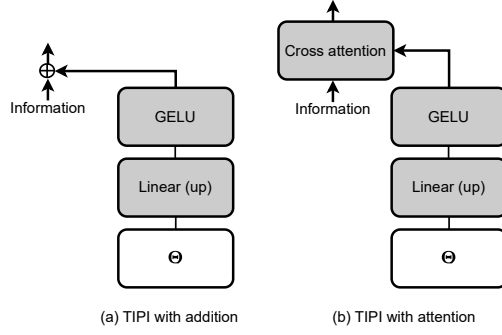 Cross attention
Information
Information
GELU
GELU
Linear (up)
Linear (up)
Θ
Θ
(a) TIPI with addition
(b) TIPI with attention